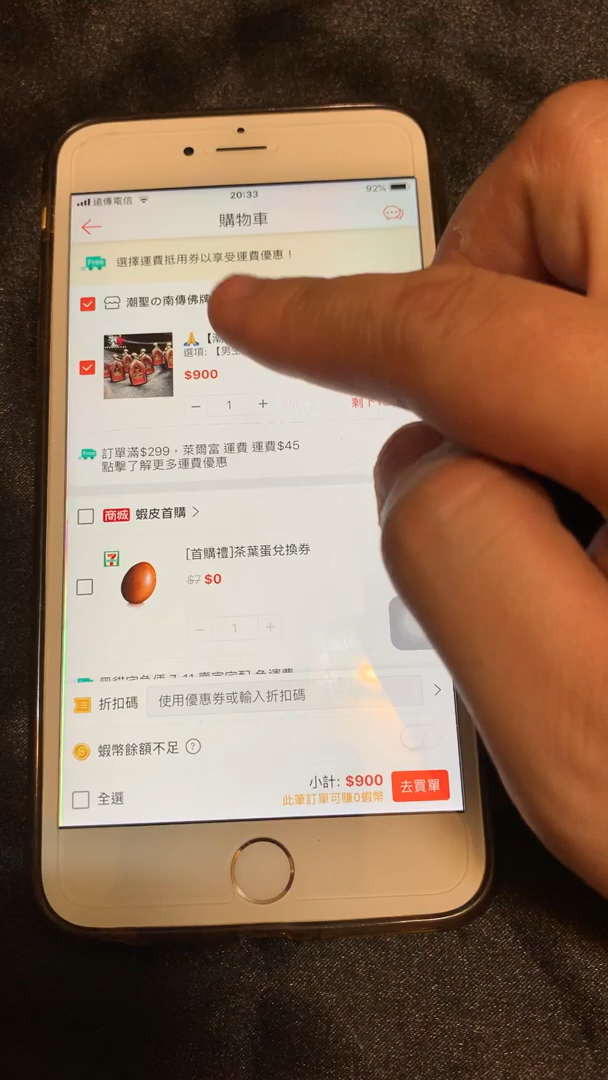 遠傳電信 20:33 92%
購物車
Free 選擇運費抵用券以享受運費優惠！
潮聖の南傳佛牌
🙏【
選項:【男
$900
− 1 +
剩下
Free 訂單滿$299，萊爾富 運費 運費$45
點擊了解更多運費優惠
商城 蝦皮首購 >
[首購禮]茶葉蛋兌換券
$7 $0
− 1 +
折扣碼 使用優惠券或輸入折扣碼 >
S 蝦幣餘額不足 ?
小計: $900
全選 去買單
此筆訂單可賺0蝦幣